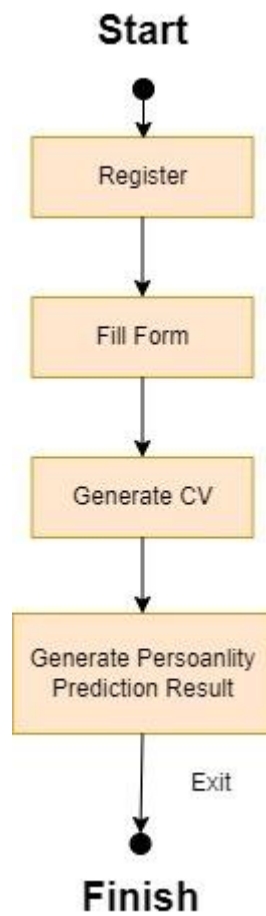 Start
Register
Fill Form
Generate CV
Generate Persoanlity
Prediction Result
Exit
Finish